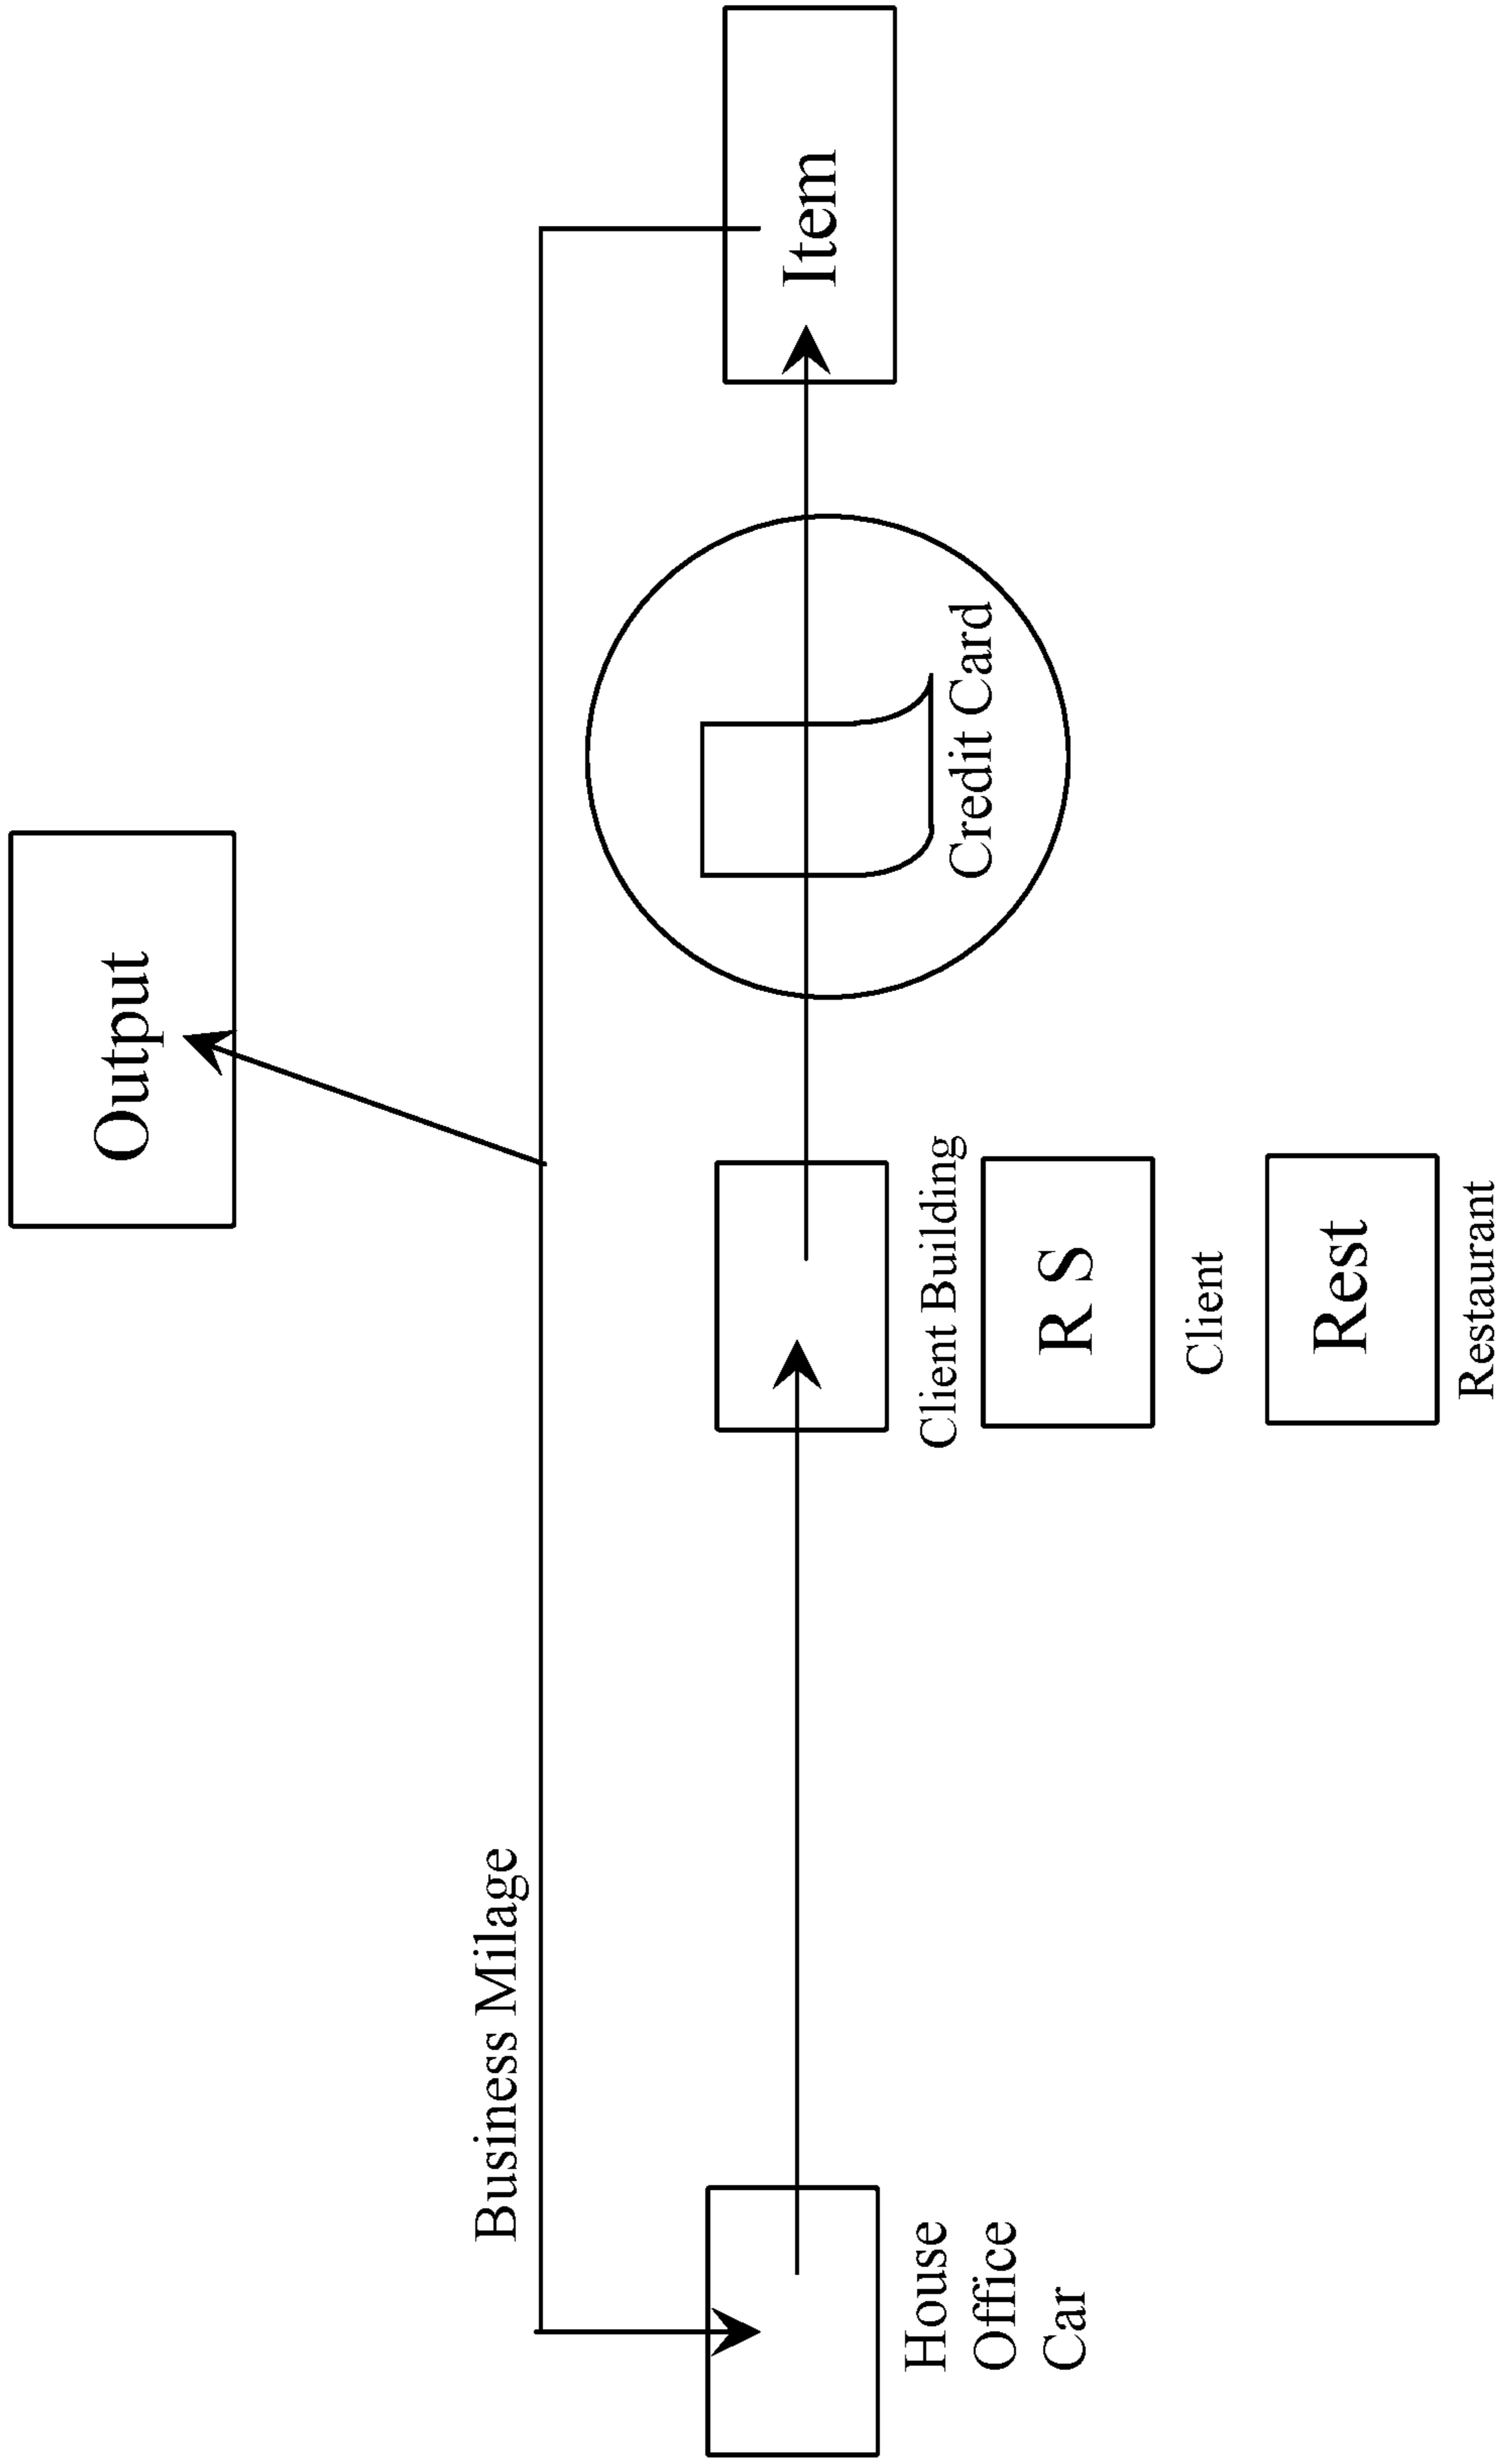 Output
Business Milage
Item
Credit Card
Client Building
House
Office
Car
R S
Client
Rest
Restaurant